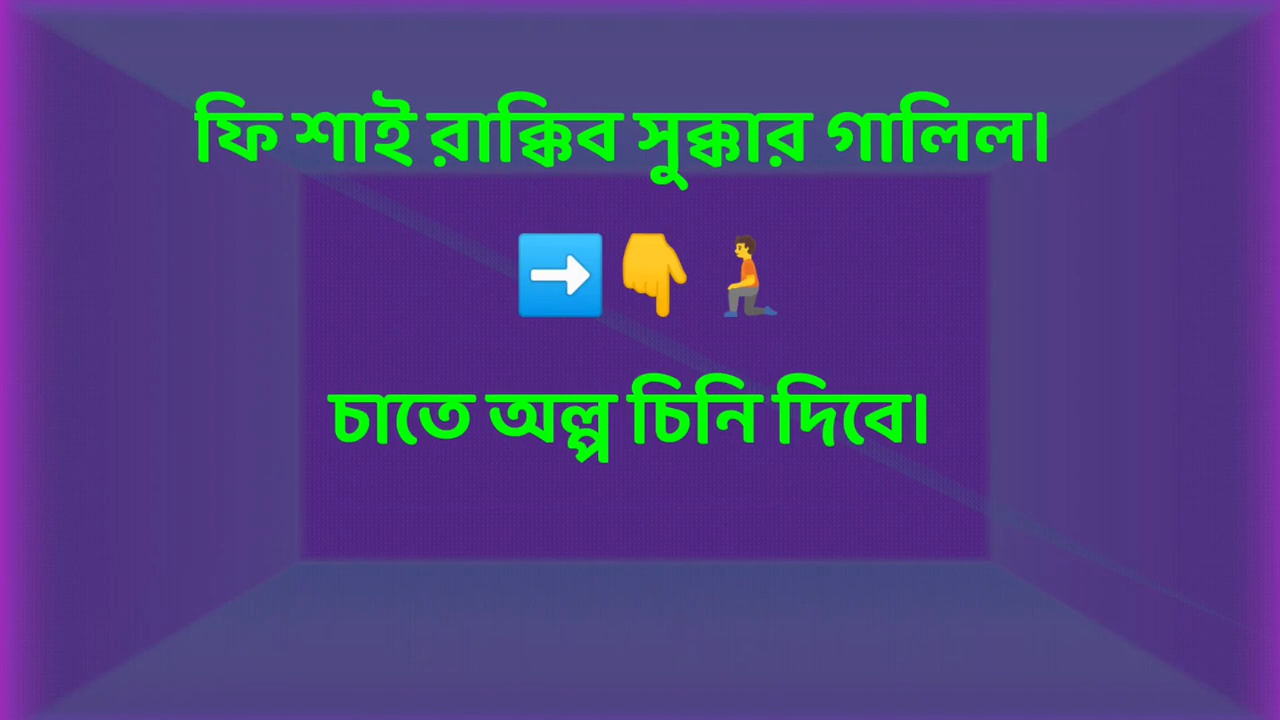 ফি শাই রাক্কিব সুক্কার গালিল।
চাতে অল্প চিনি দিবে।